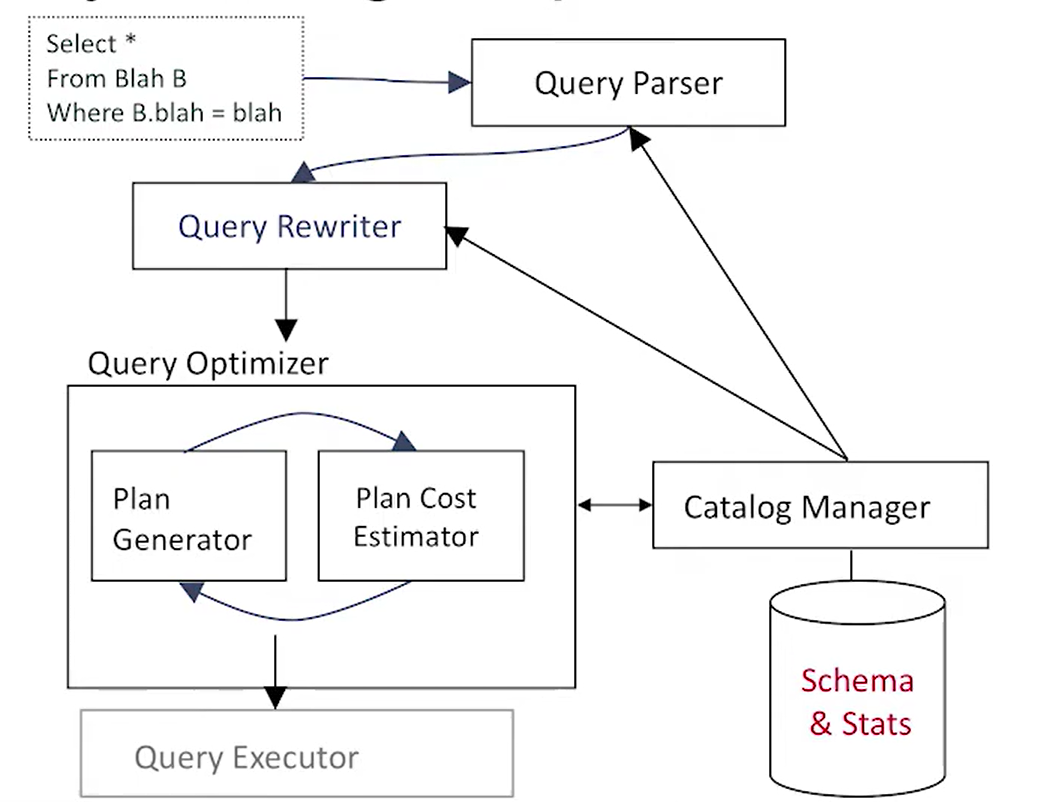 Select *
From Blah B
Where B.blah = blah
Query Parser
Query Rewriter
Query Optimizer
Plan
Generator
Plan Cost
Estimator
Catalog Manager
Schema
& Stats
Query Executor